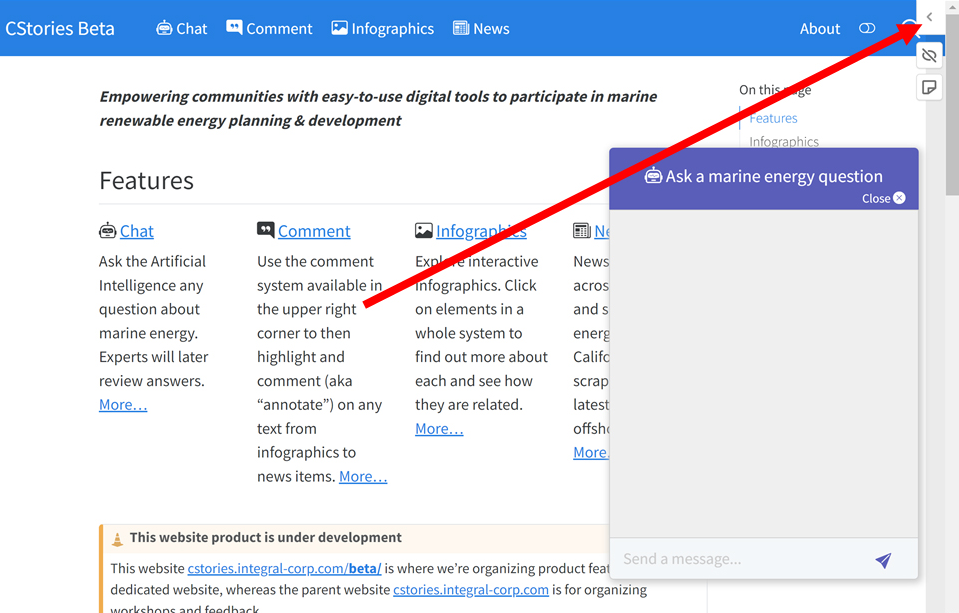 CStories Beta Chat Comment Infographics News About
Empowering communities with easy-to-use digital tools to participate in marine
renewable energy planning & development
On this page
Features
Infographics
Features
Chat
Ask the Artificial
Intelligence any
question about
marine energy.
Experts will later
review answers.
More…
Comment
Use the comment
system available in
the upper right
corner to then
highlight and
comment (aka
“annotate”) on any
text from
infographics to
news items. More…
Infographics
Explore interactive
infographics. Click
on elements in a
whole system to
find out more about
each and see how
they are related.
More…
News
acros
and s
energ
Califo
scrap
latest
offsho
More
Ask a marine energy question
Close
Send a message...
This website product is under development
This website cstories.integral-corp.com/beta/ is where we’re organizing product
dedicated website, whereas the parent website cstories.integral-corp.com is for organizing
workshops and feedback.